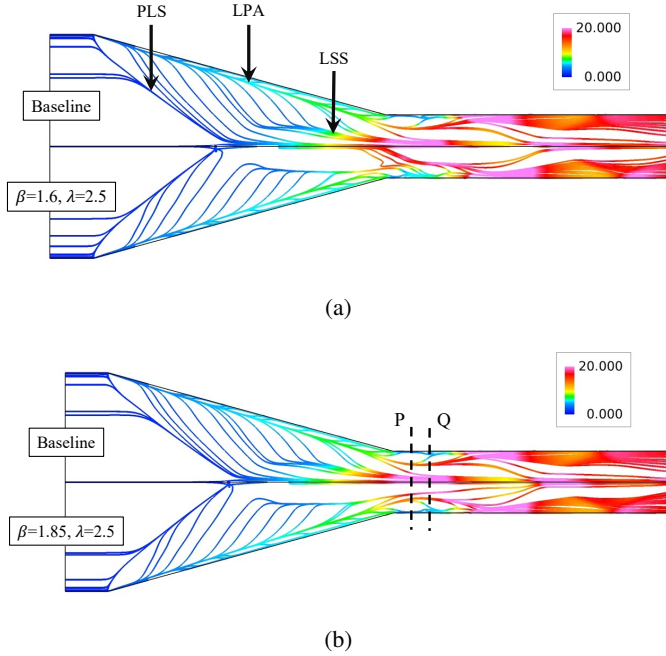 PLS
LPA
LSS
20.000
0.000
Baseline
β=1.6, λ=2.5
(a)
20.000
0.000
P
Q
Baseline
β=1.85, λ=2.5
(b)